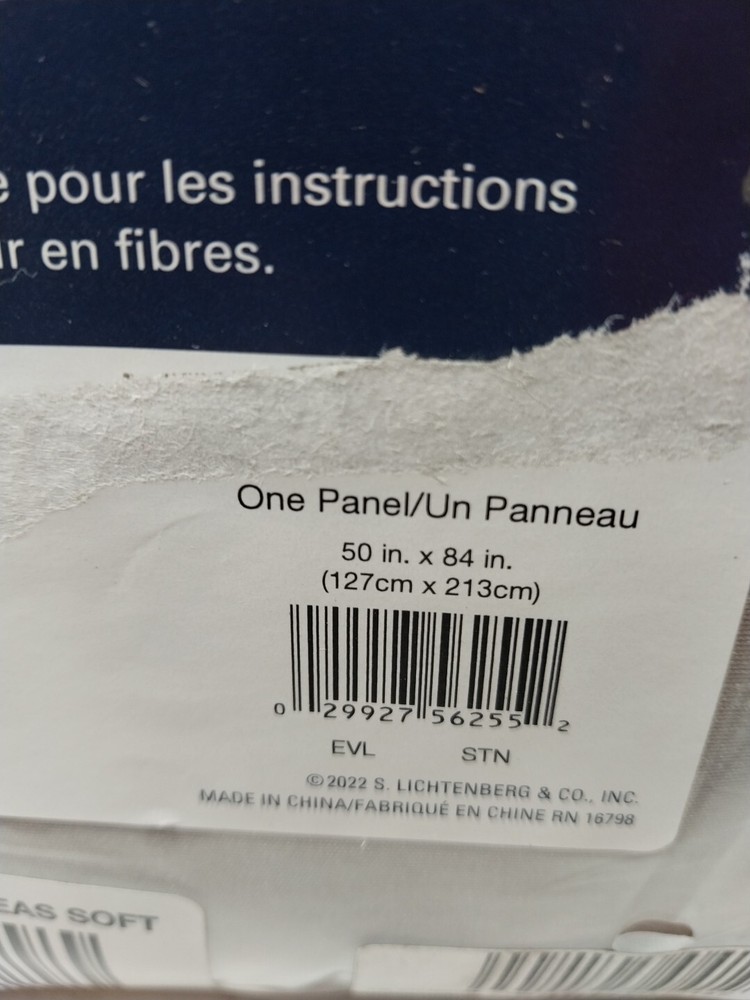 pour les instructions
en fibres.
One Panel/Un Panneau
50 in. x 84 in.
(127cm x 213cm)
0 29927 56255 2
EVL STN
©2022 S. LICHTENBERG & CO., INC.
MADE IN CHINA/FABRIQUÉ EN CHINE RN 16798
SOFT